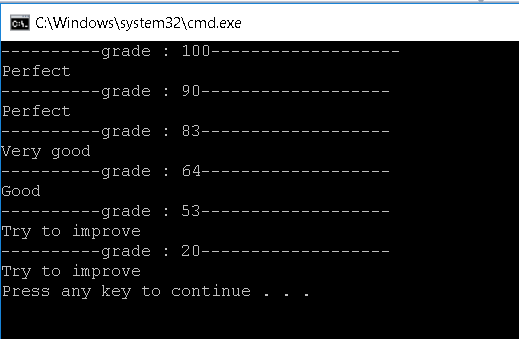 C:\Windows\system32\cmd.exe
----------grade : 100-------------------
Perfect
----------grade : 90-------------------
Perfect
----------grade : 83-------------------
Very good
----------grade : 64-------------------
Good
----------grade : 53-------------------
Try to improve
----------grade : 20-------------------
Try to improve
Press any key to continue . . .